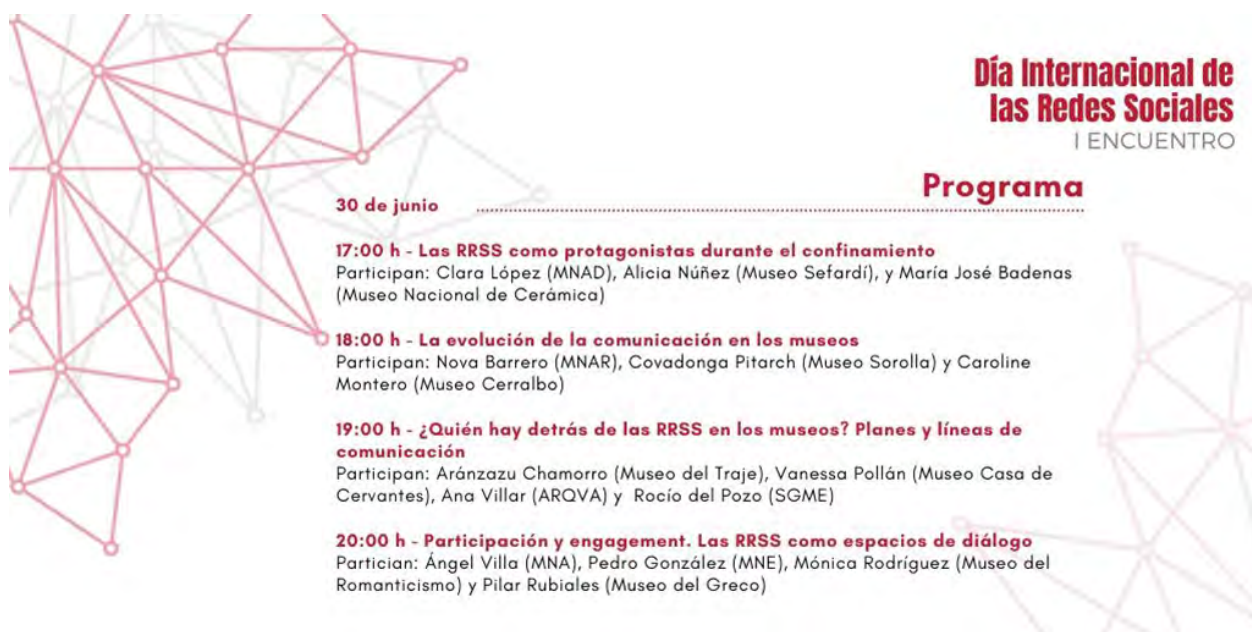 Día Internacional de
las Redes Sociales
I ENCUENTRO
Programa
30 de junio
17:00 h - Las RRSS como protagonistas durante el confinamiento
Participan: Clara López (MNAD), Alicia Núñez (Museo Sefardí), y María José Badenas
(Museo Nacional de Cerámica)
18:00 h - La evolución de la comunicación en los museos
Participan: Nova Barrero (MNAR), Covadonga Pitarch (Museo Sorolla) y Caroline
Montero (Museo Cerralbo)
19:00 h - ¿Quién hay detrás de las RRSS en los museos? Planes y líneas de
comunicación
Participan: Aránzazu Chamorro (Museo del Traje), Vanessa Pollán (Museo Casa de
Cervantes), Ana Villar (ARQVA) y Rocío del Pozo (SGME)
20:00 h - Participación y engagement. Las RRSS como espacios de diálogo
Partician: Ángel Villa (MNA), Pedro González (MNE), Mónica Rodríguez (Museo del
Romanticismo) y Pilar Rubiales (Museo del Greco)